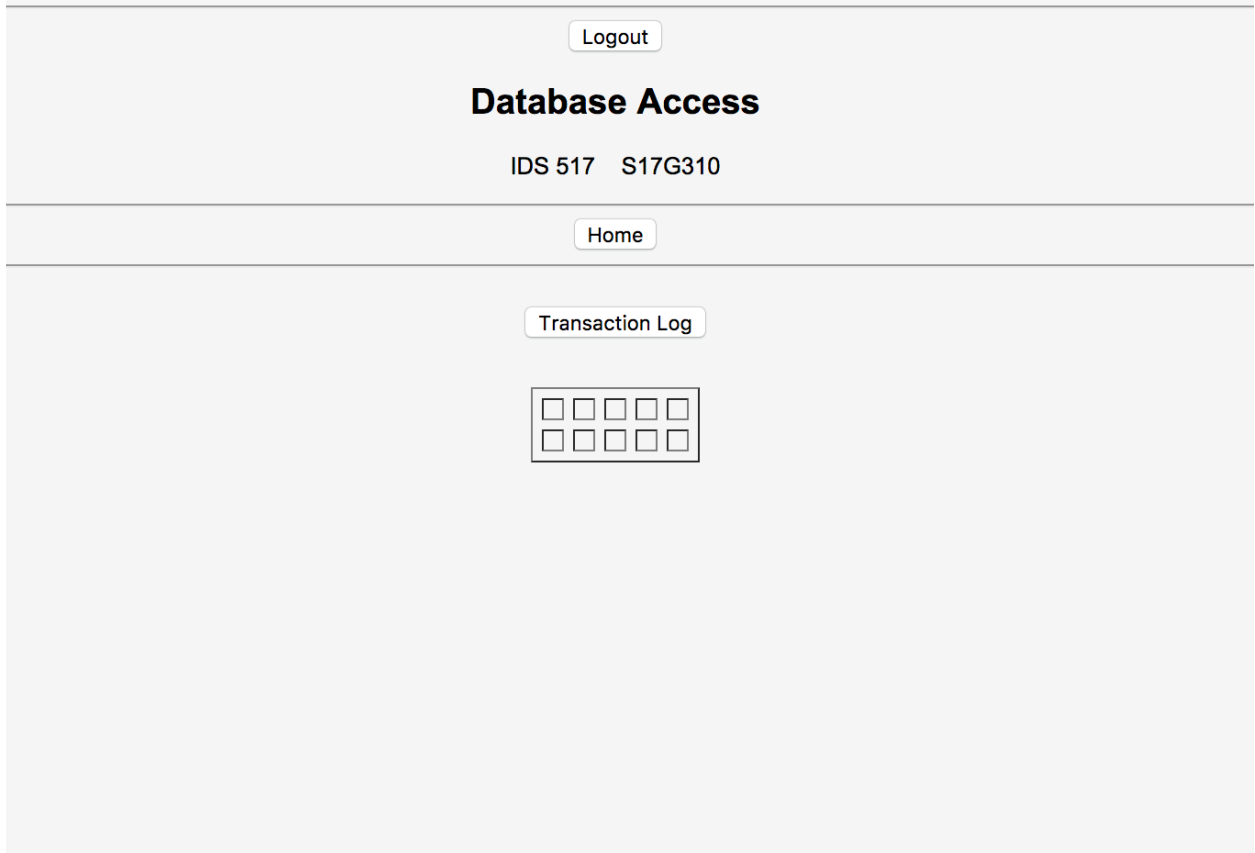 Logout
Database Access
IDS 517 S17G310
Home
Transaction Log